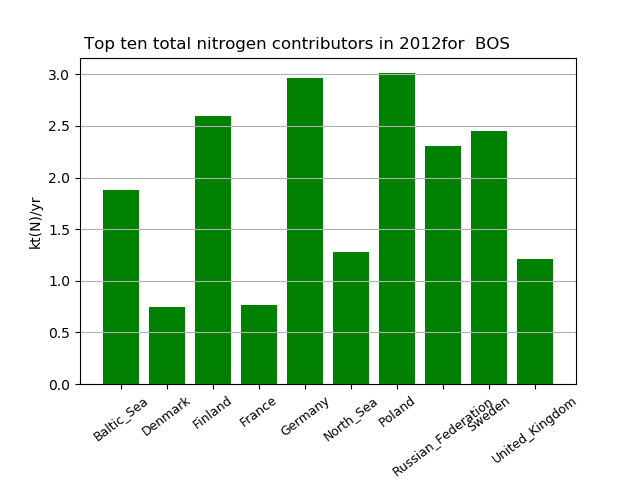 Top ten total nitrogen contributors in 2012for  BOS
kt(N)/yr
3.0
2.5
2.0
1.5
1.0
0.5
0.0
Baltic_Sea
Denmark
Finland
France
Germany
North_Sea
Poland
Russian_Federation
Sweden
United_Kingdom